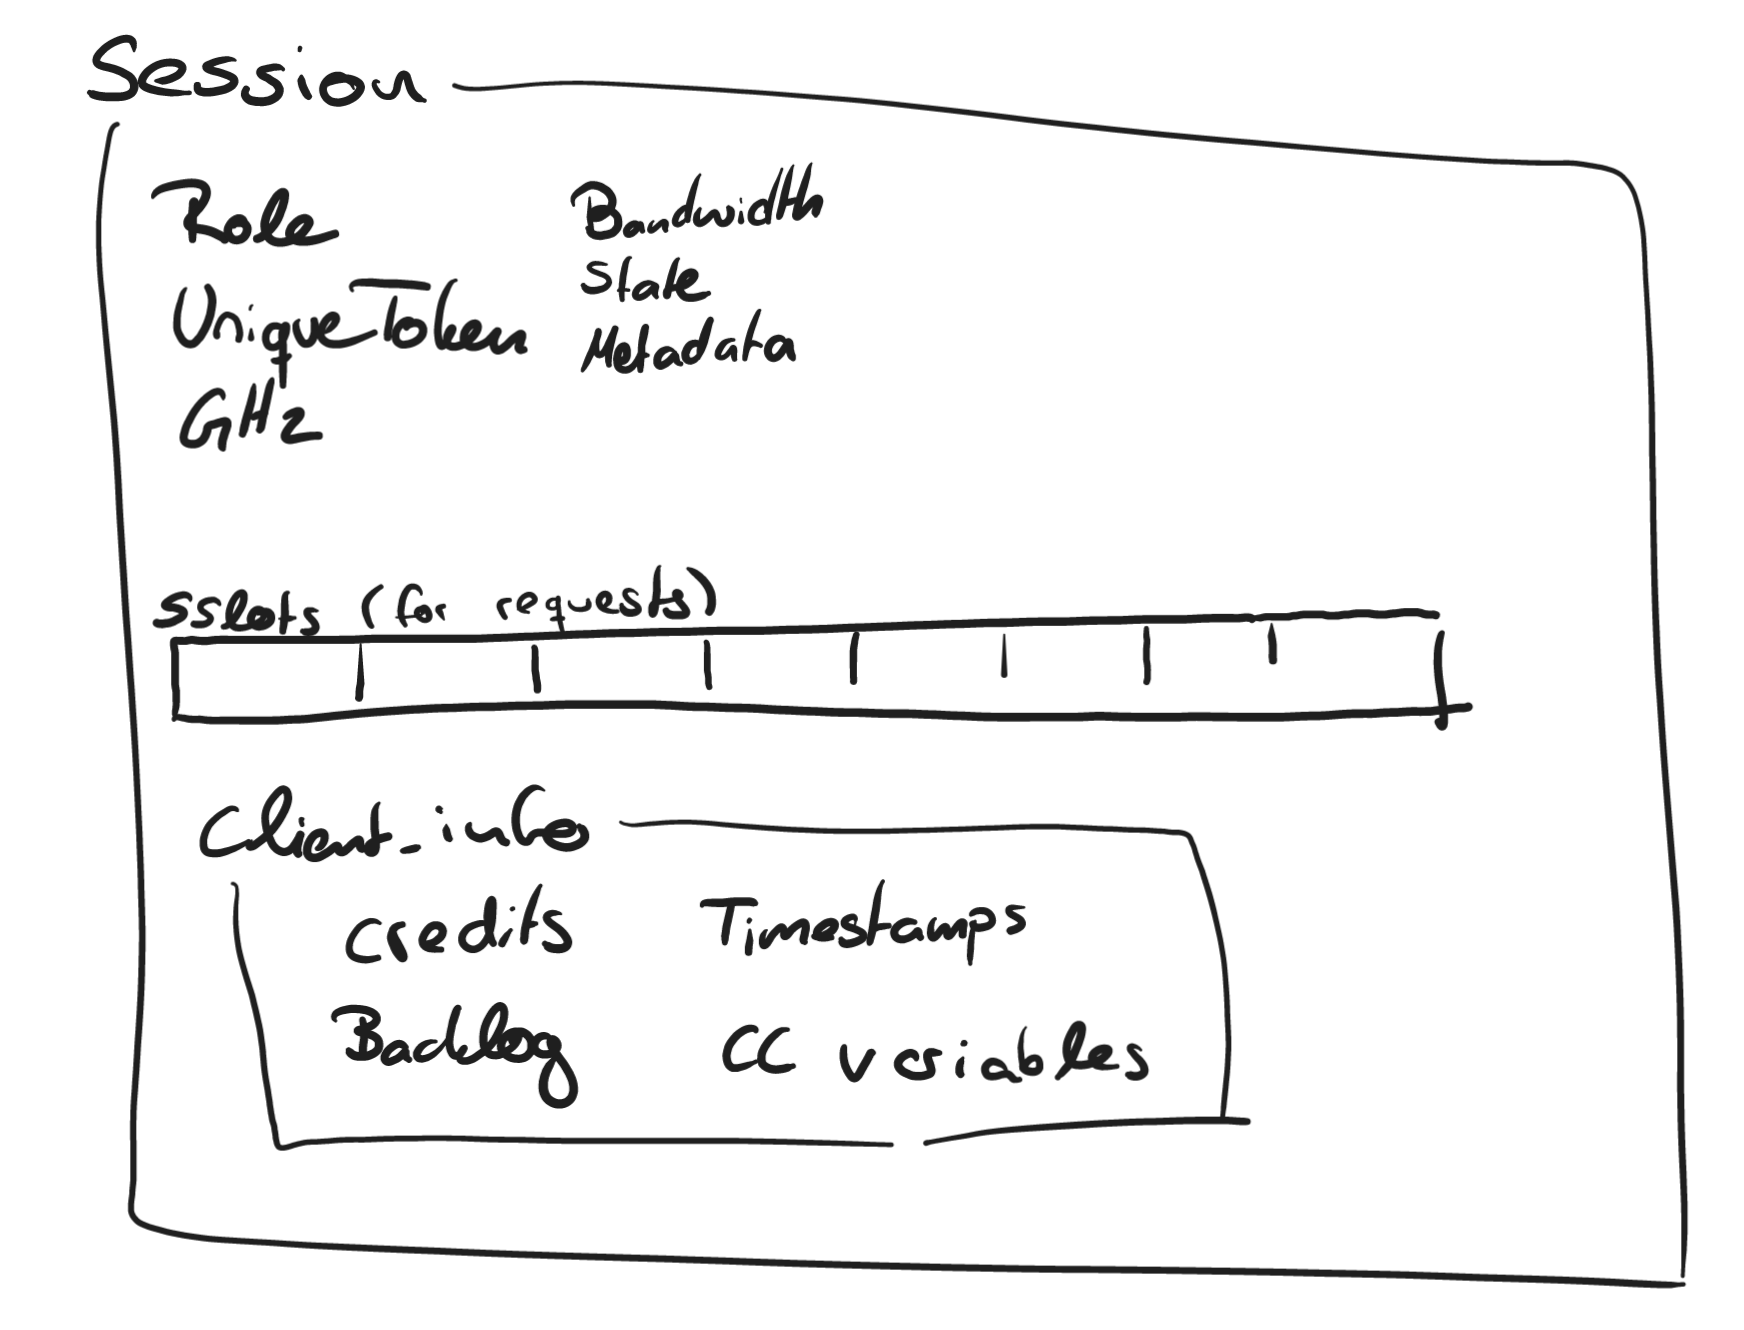 Session
Role
UniqueToken
GHz
Bandwidth
State
Metadata
sslots (for requests)
Client_info
credits
Timestamps
Backlog
CC variables